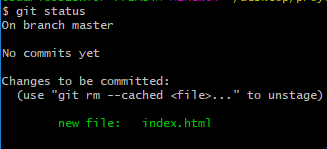 $ git status
On branch master
No commits yet
Changes to be committed:
(use "git rm --cached <file>..." to unstage)
new file: index.html